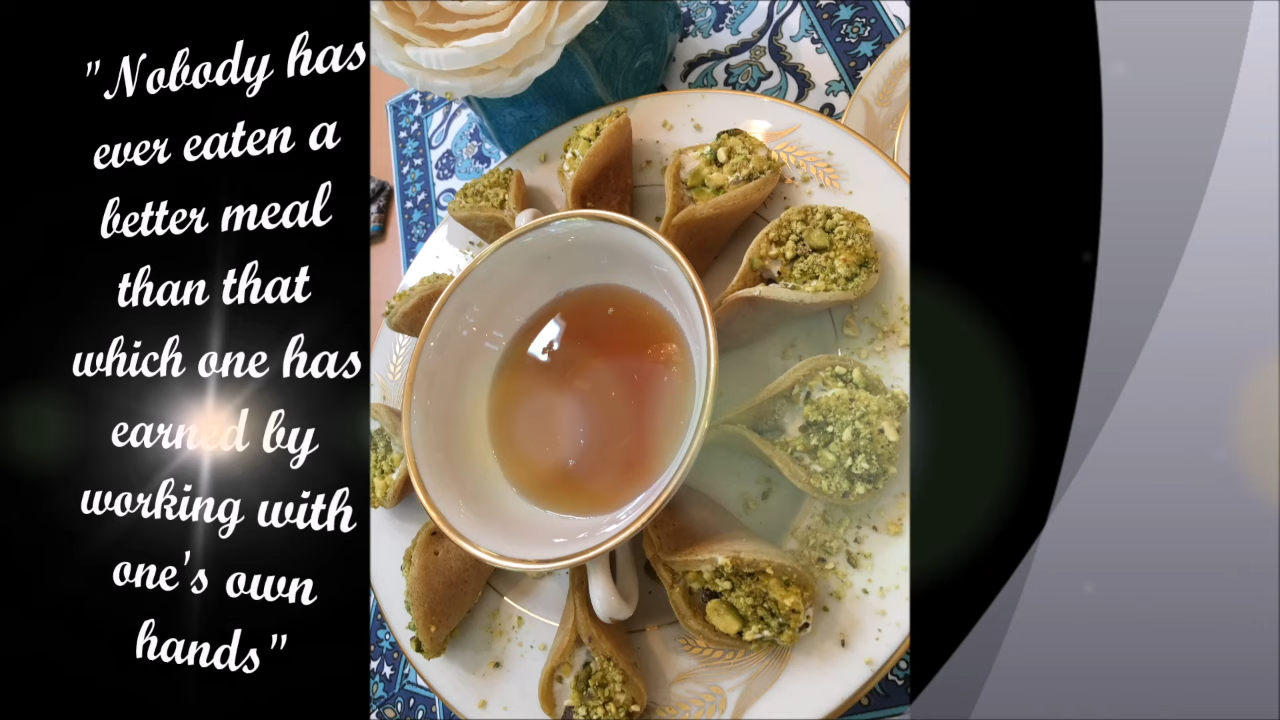 "Nobody has
ever eaten a
better meal
than that
which one has
earned by
working with
one's own
hands"